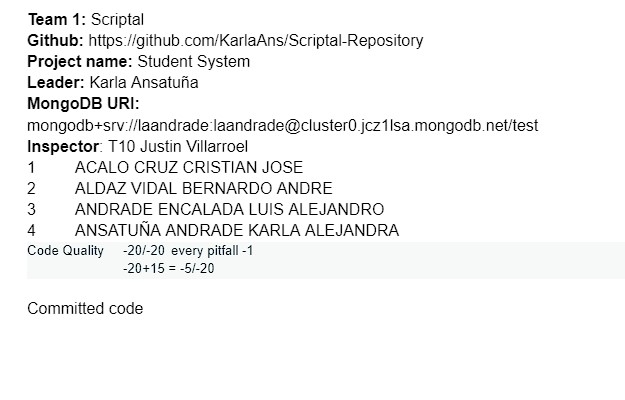 Team 1: Scriptal
Github: https://github.com/KarlaAns/Scriptal-Repository
Project name: Student System
Leader: Karla Ansatuña
MongoDB URI:
mongodb+srv://laandrade:laandrade@cluster0.jcz1lsa.mongodb.net/test
Inspector: T10 Justin Villarroel
1 ACALO CRUZ CRISTIAN JOSE
2 ALDAZ VIDAL BERNARDO ANDRE
3 ANDRADE ENCALADA LUIS ALEJANDRO
4 ANSATUÑA ANDRADE KARLA ALEJANDRA
Code Quality -20/-20 every pitfall -1
-20+15 = -5/-20
Committed code